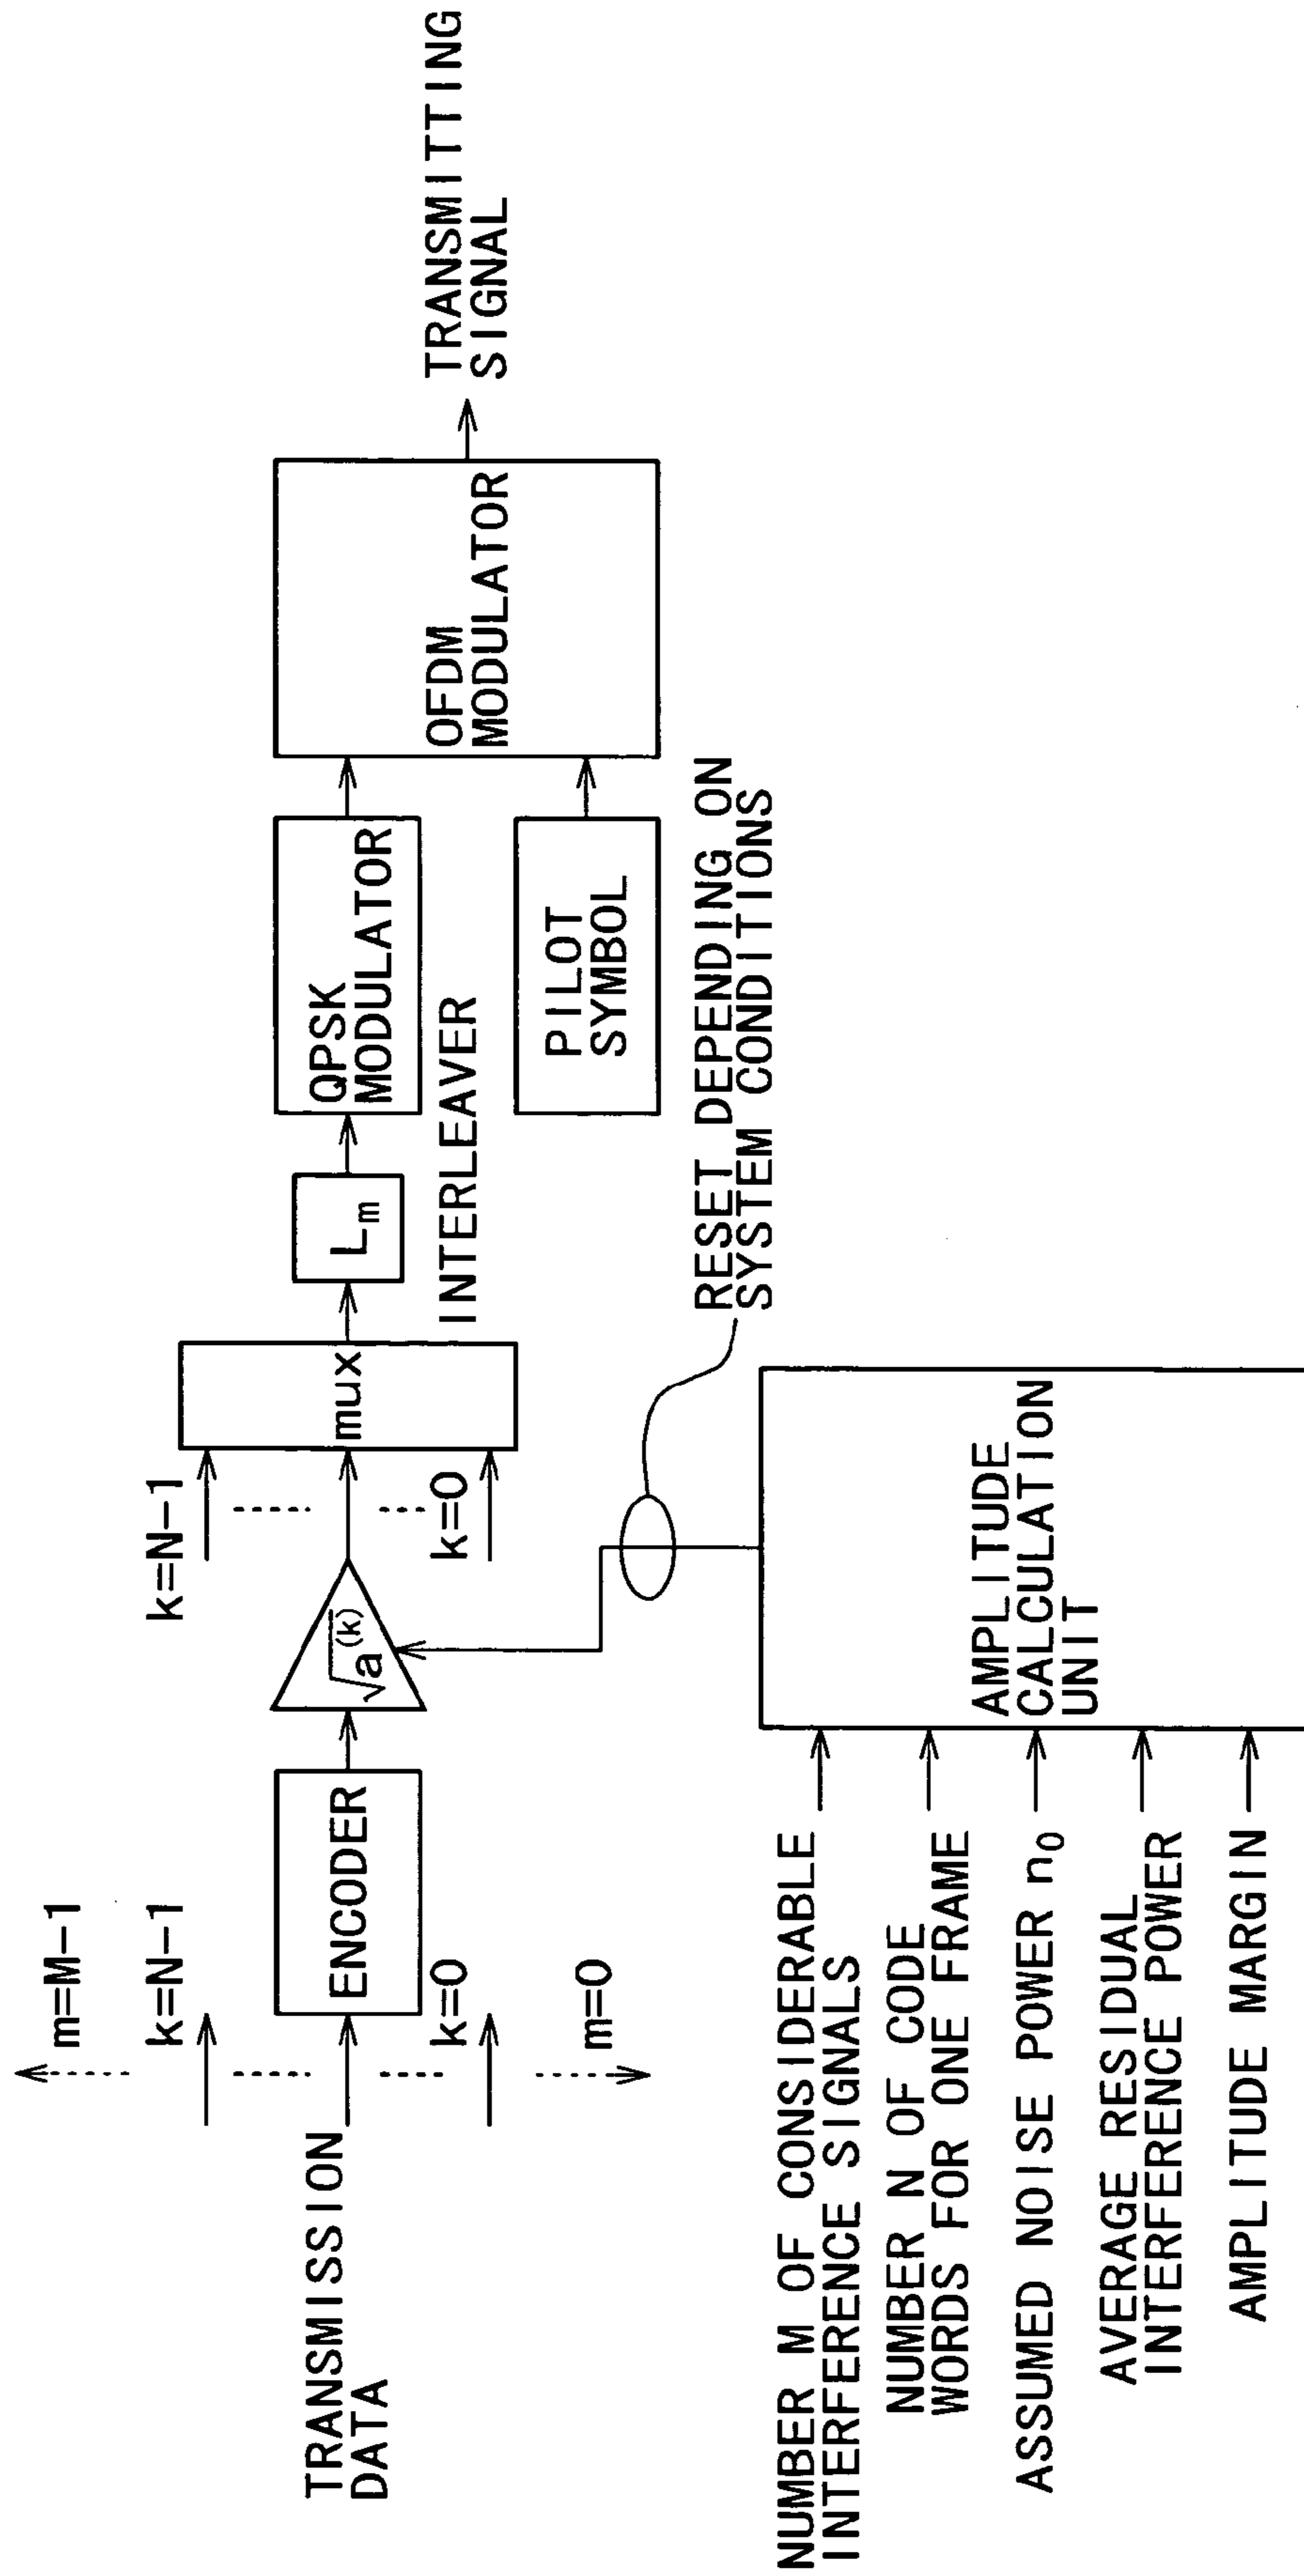 m=M-1
k=N-1
k=N-1
TRANSMISSION
DATA
ENCODER
√a(k)
mux
Lm
QPSK
MODULATOR
OFDM
MODULATOR
TRANSMITTING
SIGNAL
k=0
k=0
INTERLEAVER
m=0
PILOT
SYMBOL
RESET DEPENDING ON
SYSTEM CONDITIONS
NUMBER M OF CONSIDERABLE
INTERFERENCE SIGNALS
NUMBER N OF CODE
WORDS FOR ONE FRAME
ASSUMED NOISE POWER n0
AVERAGE RESIDUAL
INTERFERENCE POWER
AMPLITUDE MARGIN
AMPLITUDE
CALCULATION
UNIT